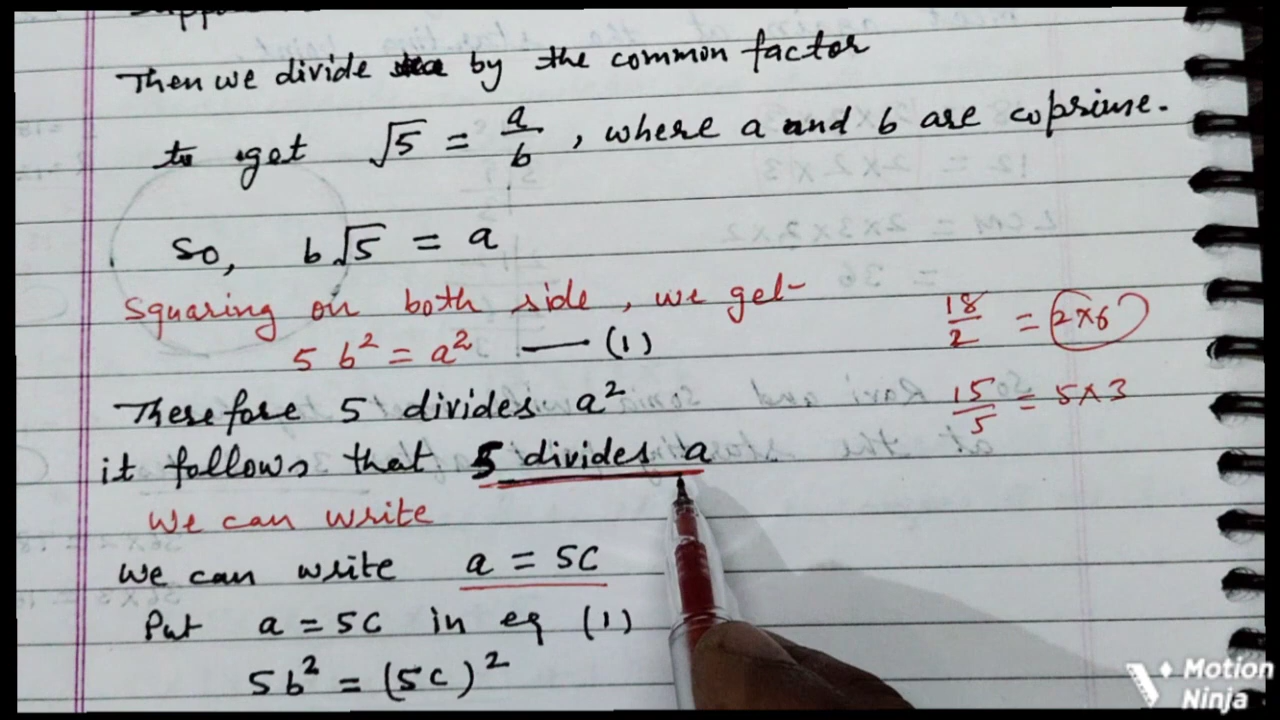 Then we divide by the common factor
to get √5 = a/b, where a and b are coprime.
So, b√5 = a
Squaring on both side, we get
5 b² = a² — (1)
18/2 = 2×6
Therefore 5 divides a²
15/5 = 5×3
it follows that 5 divides a
We can write
We can write a = 5C
Put a = 5C in eq (1)
5b² = (5C)²
Motion
Ninja